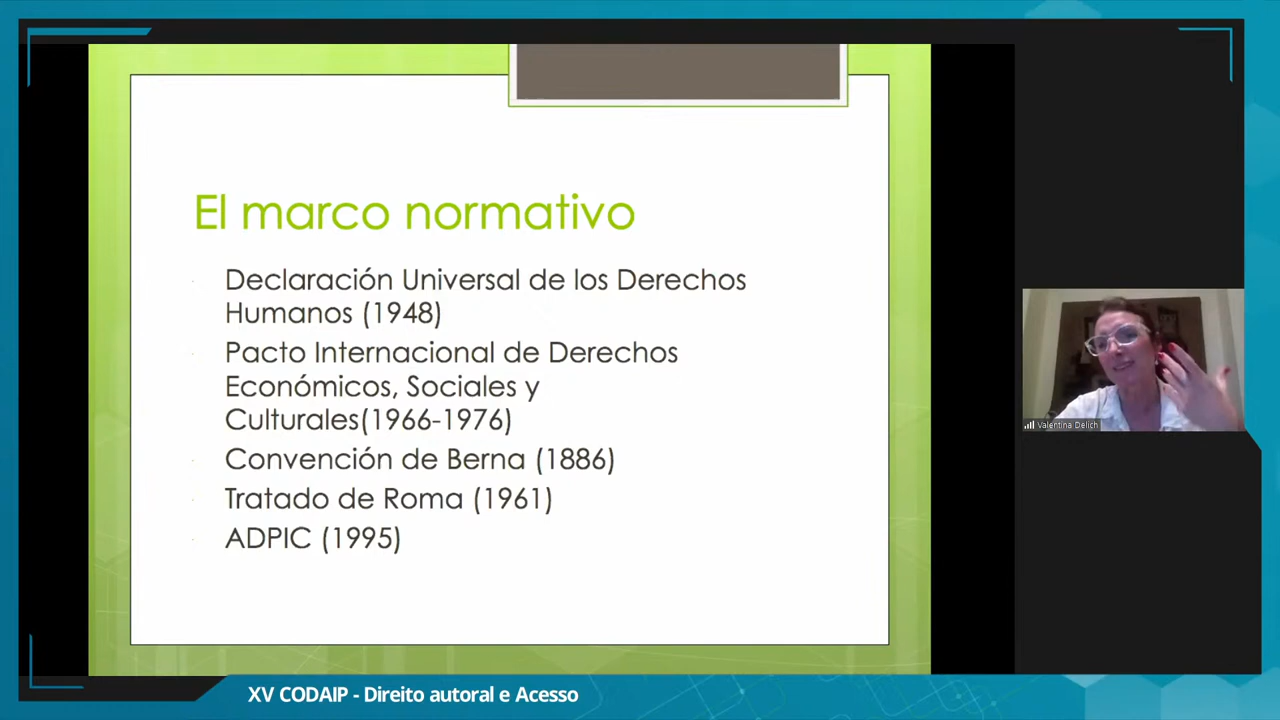 El marco normativo
Declaración Universal de los Derechos
Humanos (1948)
Pacto Internacional de Derechos
Económicos, Sociales y
Culturales(1966-1976)
Convención de Berna (1886)
Tratado de Roma (1961)
ADPIC (1995)
Valentina Delich
XV CODAIP - Direito autoral e Acesso